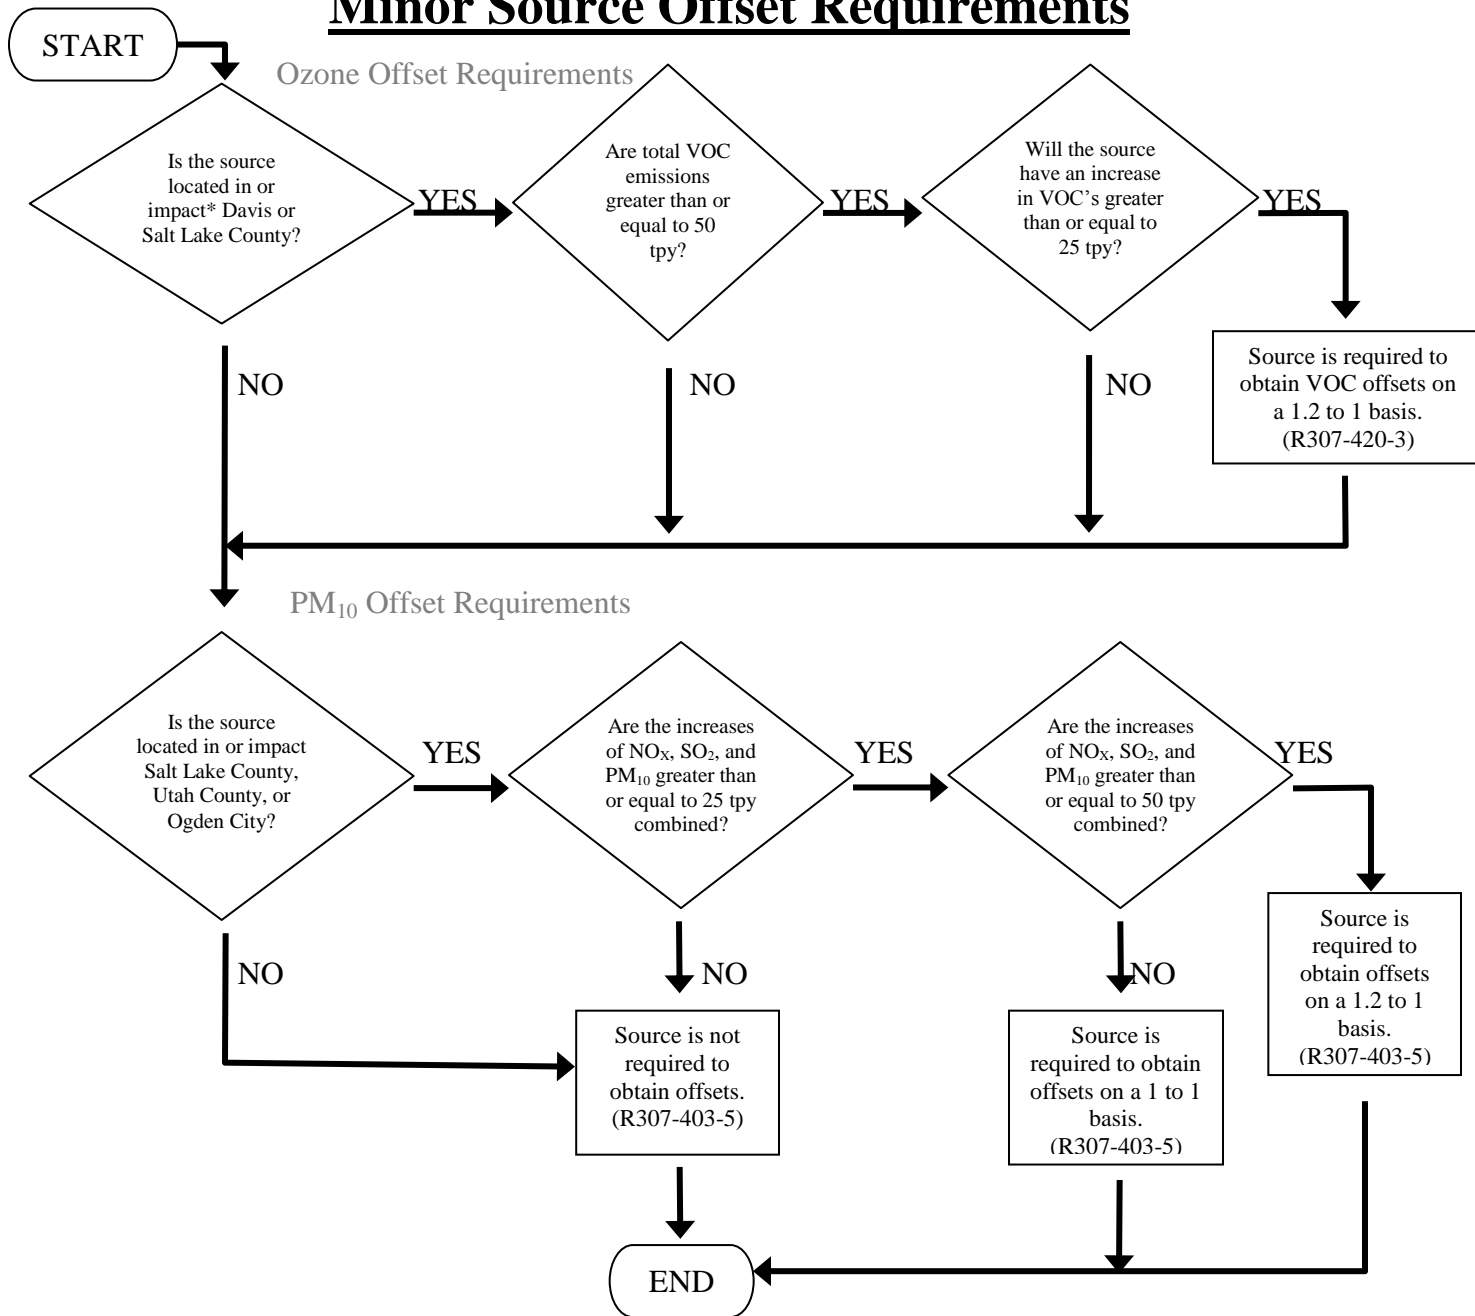 Minor Source Offset Requirements
START
Ozone Offset Requirements
Is the source
located in or
impact* Davis or
Salt Lake County?
YES
Are total VOC
emissions
greater than or
equal to 50
tpy?
YES
Will the source
have an increase
in VOC’s greater
than or equal to
25 tpy?
YES
NO
NO
NO
Source is required to
obtain VOC offsets on
a 1.2 to 1 basis.
(R307-420-3)
PM10 Offset Requirements
Is the source
located in or impact
Salt Lake County,
Utah County, or
Ogden City?
YES
Are the increases
of NOX, SO2, and
PM10 greater than
or equal to 25 tpy
combined?
YES
Are the increases
of NOX, SO2, and
PM10 greater than
or equal to 50 tpy
combined?
YES
NO
NO
NO
Source is not
required to
obtain offsets.
(R307-403-5)
Source is
required to obtain
offsets on a 1 to 1
basis.
(R307-403-5)
Source is
required to
obtain offsets
on a 1.2 to 1
basis.
(R307-403-5)
END